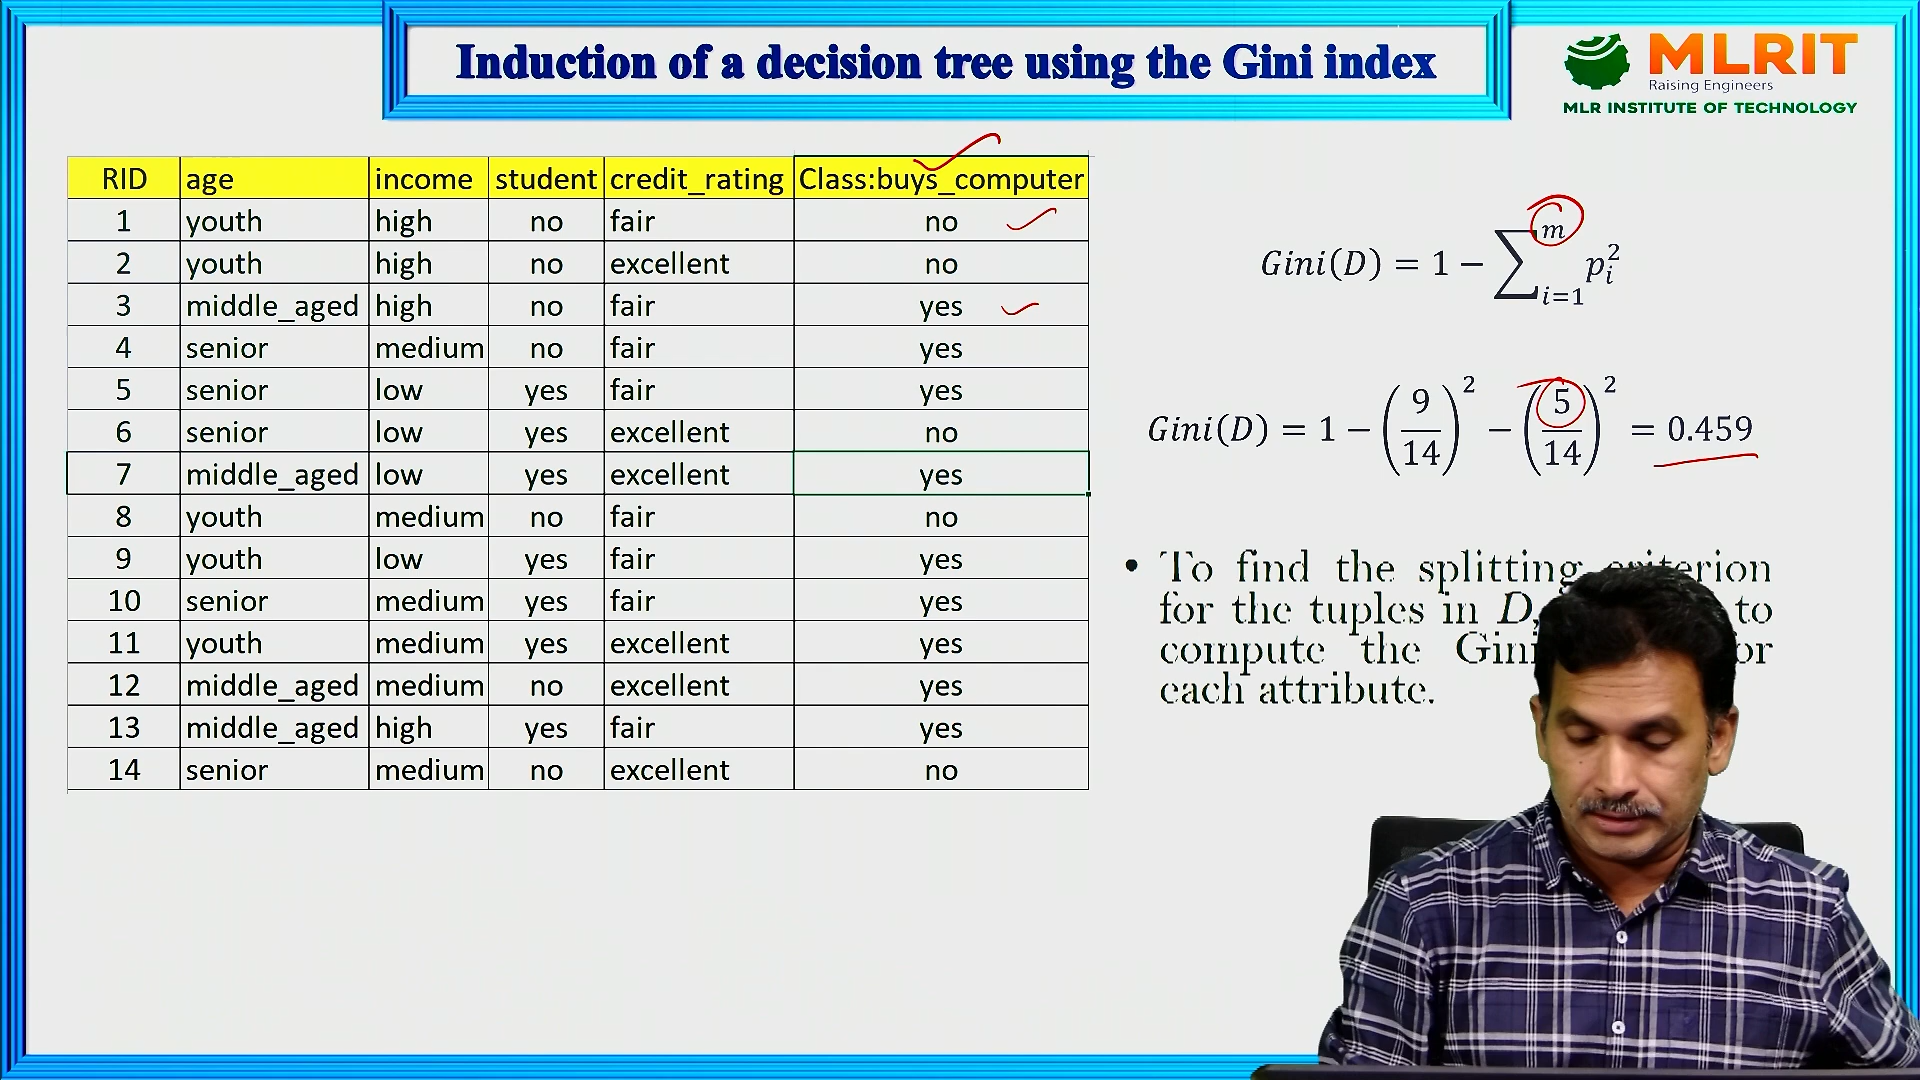 Induction of a decision tree using the Gini index
MLRIT
Raising Engineers
MLR INSTITUTE OF TECHNOLOGY
RID age income student credit_rating Class:buys_computer
1 youth high no fair no
2 youth high no excellent no
3 middle_aged high no fair yes
4 senior medium no fair yes
5 senior low yes fair yes
6 senior low yes excellent no
7 middle_aged low yes excellent yes
8 youth medium no fair no
9 youth low yes fair yes
10 senior medium yes fair yes
11 youth medium yes excellent yes
12 middle_aged medium no excellent yes
13 middle_aged high yes fair yes
14 senior medium no excellent no
Gini(D) = 1 − ∑_{i=1}^{m} p_i^2
Gini(D) = 1 − (9/14)^2 − (5/14)^2 = 0.459
• To find the splitting
for the tuples in D, to
compute the Gini
each attribute.